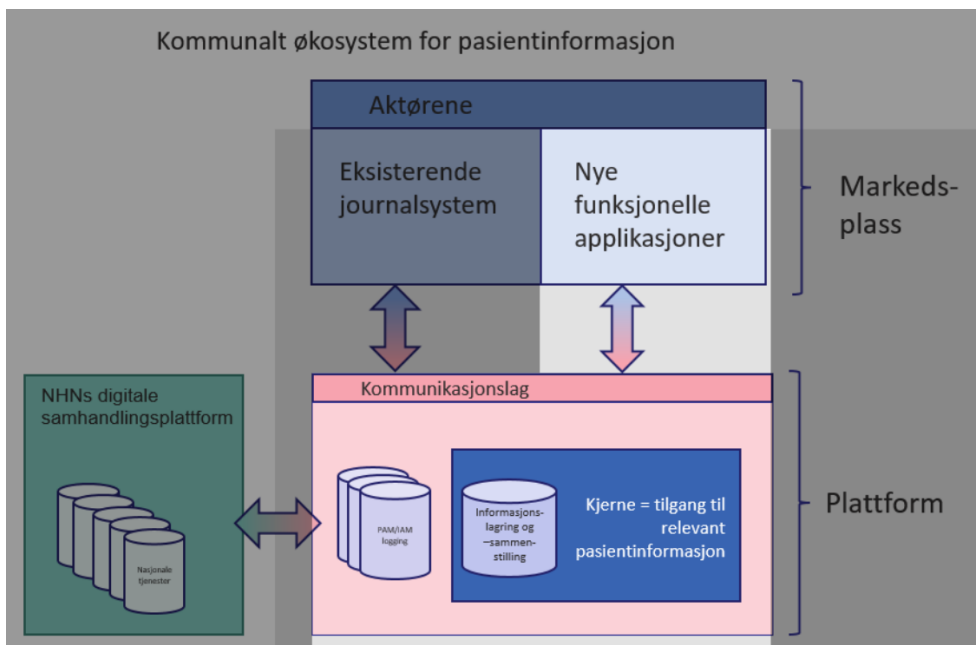 Kommunalt økosystem for pasientinformasjon
Aktørene
Eksisterende
journalsystem
Nye
funksjonelle
applikasjoner
Markeds-
plass
NHNs digitale
samhandlingsplattform
Nasjonale
tjenester
Kommunikasjonslag
PAM/IAM
logging
Informasjons-
lagring og
–sammen-
stilling
Kjerne = tilgang til
relevant
pasientinformasjon
Plattform